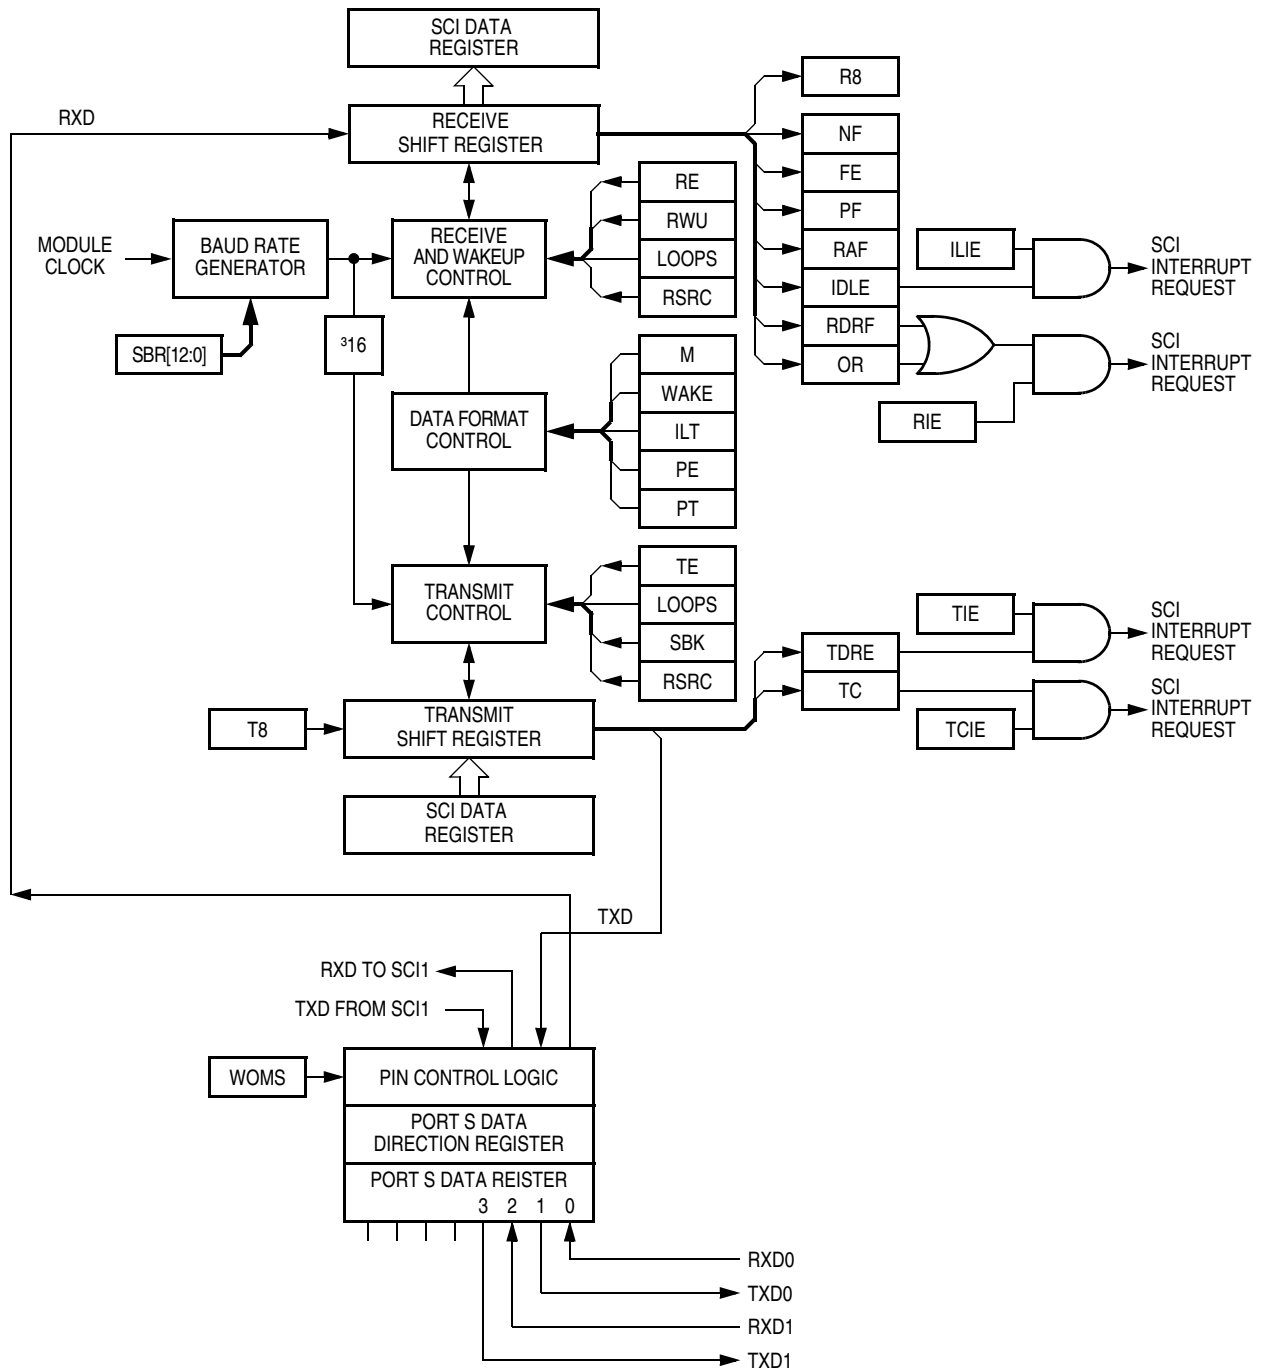 SCI DATA
REGISTER
RXD
RECEIVE
SHIFT REGISTER
R8
NF
FE
PF
RAF
IDLE
RDRF
OR
RE
RWU
LOOPS
RSRC
MODULE
CLOCK
BAUD RATE
GENERATOR
RECEIVE
AND WAKEUP
CONTROL
ILIE
SCI
INTERRUPT
REQUEST
SBR[12:0]
³16
SCI
INTERRUPT
REQUEST
RIE
DATA FORMAT
CONTROL
M
WAKE
ILT
PE
PT
TRANSMIT
CONTROL
TE
LOOPS
SBK
RSRC
TIE
SCI
INTERRUPT
REQUEST
TDRE
TC
TCIE
SCI
INTERRUPT
REQUEST
T8
TRANSMIT
SHIFT REGISTER
SCI DATA
REGISTER
TXD
RXD TO SCI1
TXD FROM SCI1
WOMS
PIN CONTROL LOGIC
PORT S DATA
DIRECTION REGISTER
PORT S DATA REISTER
3 2 1 0
RXD0
TXD0
RXD1
TXD1